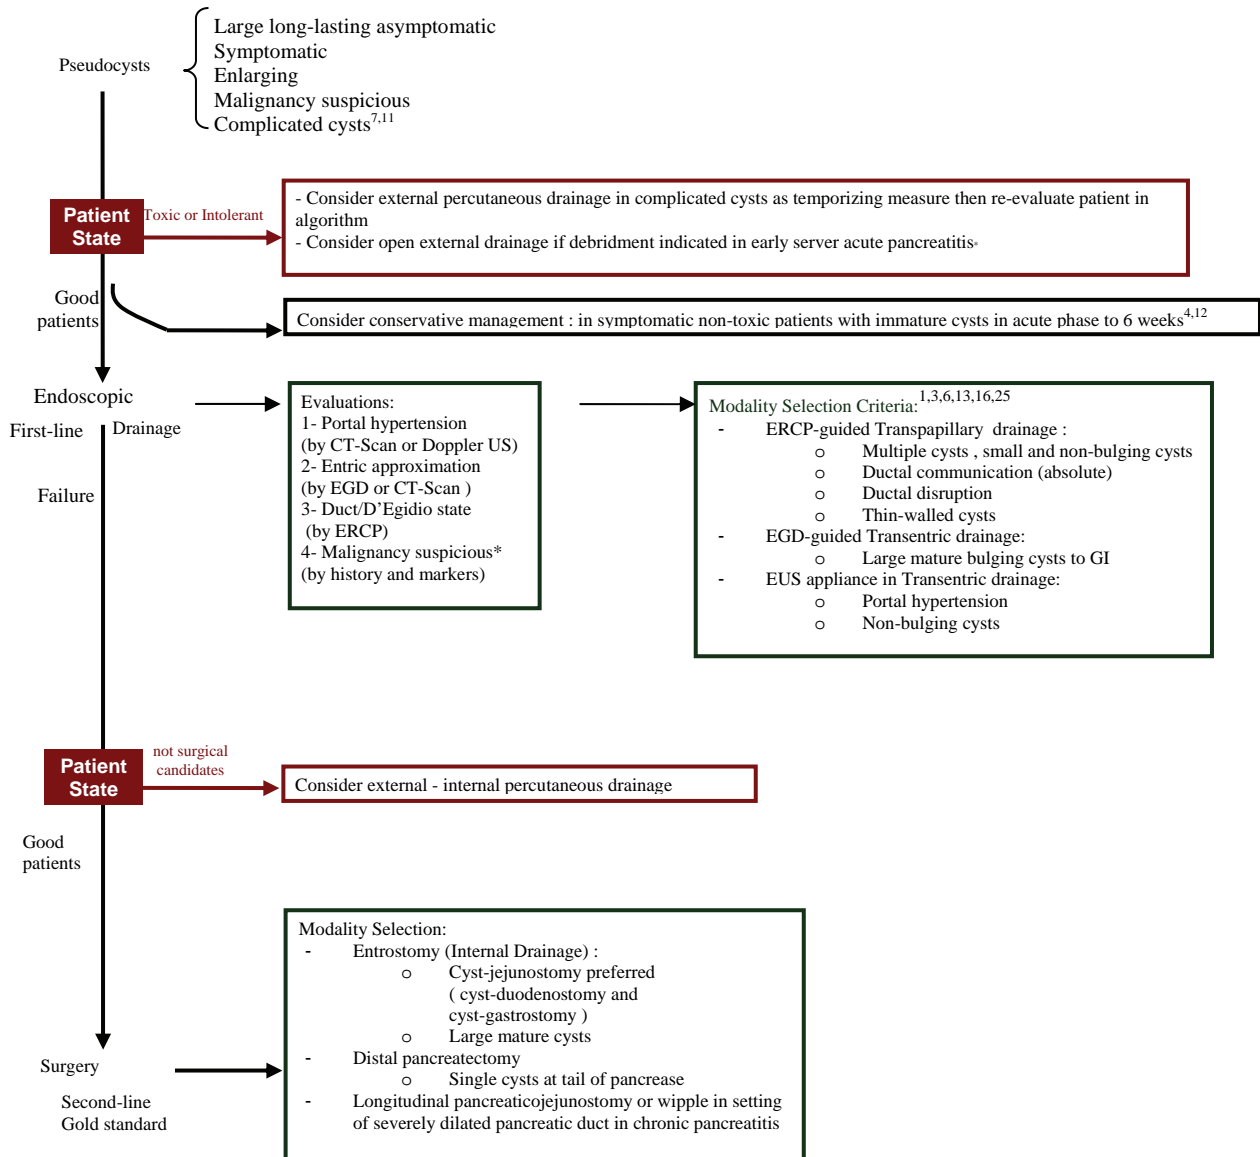 Pseudocysts
Large long-lasting asymptomatic
Symptomatic
Enlarging
Malignancy suspicious
Complicated cysts7,11
Patient
State
Toxic or Intolerant
- Consider external percutaneous drainage in complicated cysts as temporizing measure then re-evaluate patient in
algorithm
- Consider open external drainage if debridment indicated in early server acute pancreatitis*
Good
patients
Consider conservative management : in symptomatic non-toxic patients with immature cysts in acute phase to 6 weeks4,12
Endoscopic
First-line Drainage
Failure
Evaluations:
1- Portal hypertension
(by CT-Scan or Doppler US)
2- Entric approximation
(by EGD or CT-Scan )
3- Duct/D’Egidio state
(by ERCP)
4- Malignancy suspicious*
(by history and markers)
Modality Selection Criteria:1,3,6,13,16,25
- ERCP-guided Transpapillary drainage :
o Multiple cysts , small and non-bulging cysts
o Ductal communication (absolute)
o Ductal disruption
o Thin-walled cysts
- EGD-guided Transentric drainage:
o Large mature bulging cysts to GI
- EUS appliance in Transentric drainage:
o Portal hypertension
o Non-bulging cysts
Patient
State
not surgical
candidates
Consider external - internal percutaneous drainage
Good
patients
Surgery
Second-line
Gold standard
Modality Selection:
- Entrostomy (Internal Drainage) :
o Cyst-jejunostomy preferred
( cyst-duodenostomy and
cyst-gastrostomy )
o Large mature cysts
- Distal pancreatectomy
o Single cysts at tail of pancrease
- Longitudinal pancreaticojejunostomy or wipple in setting
of severely dilated pancreatic duct in chronic pancreatitis